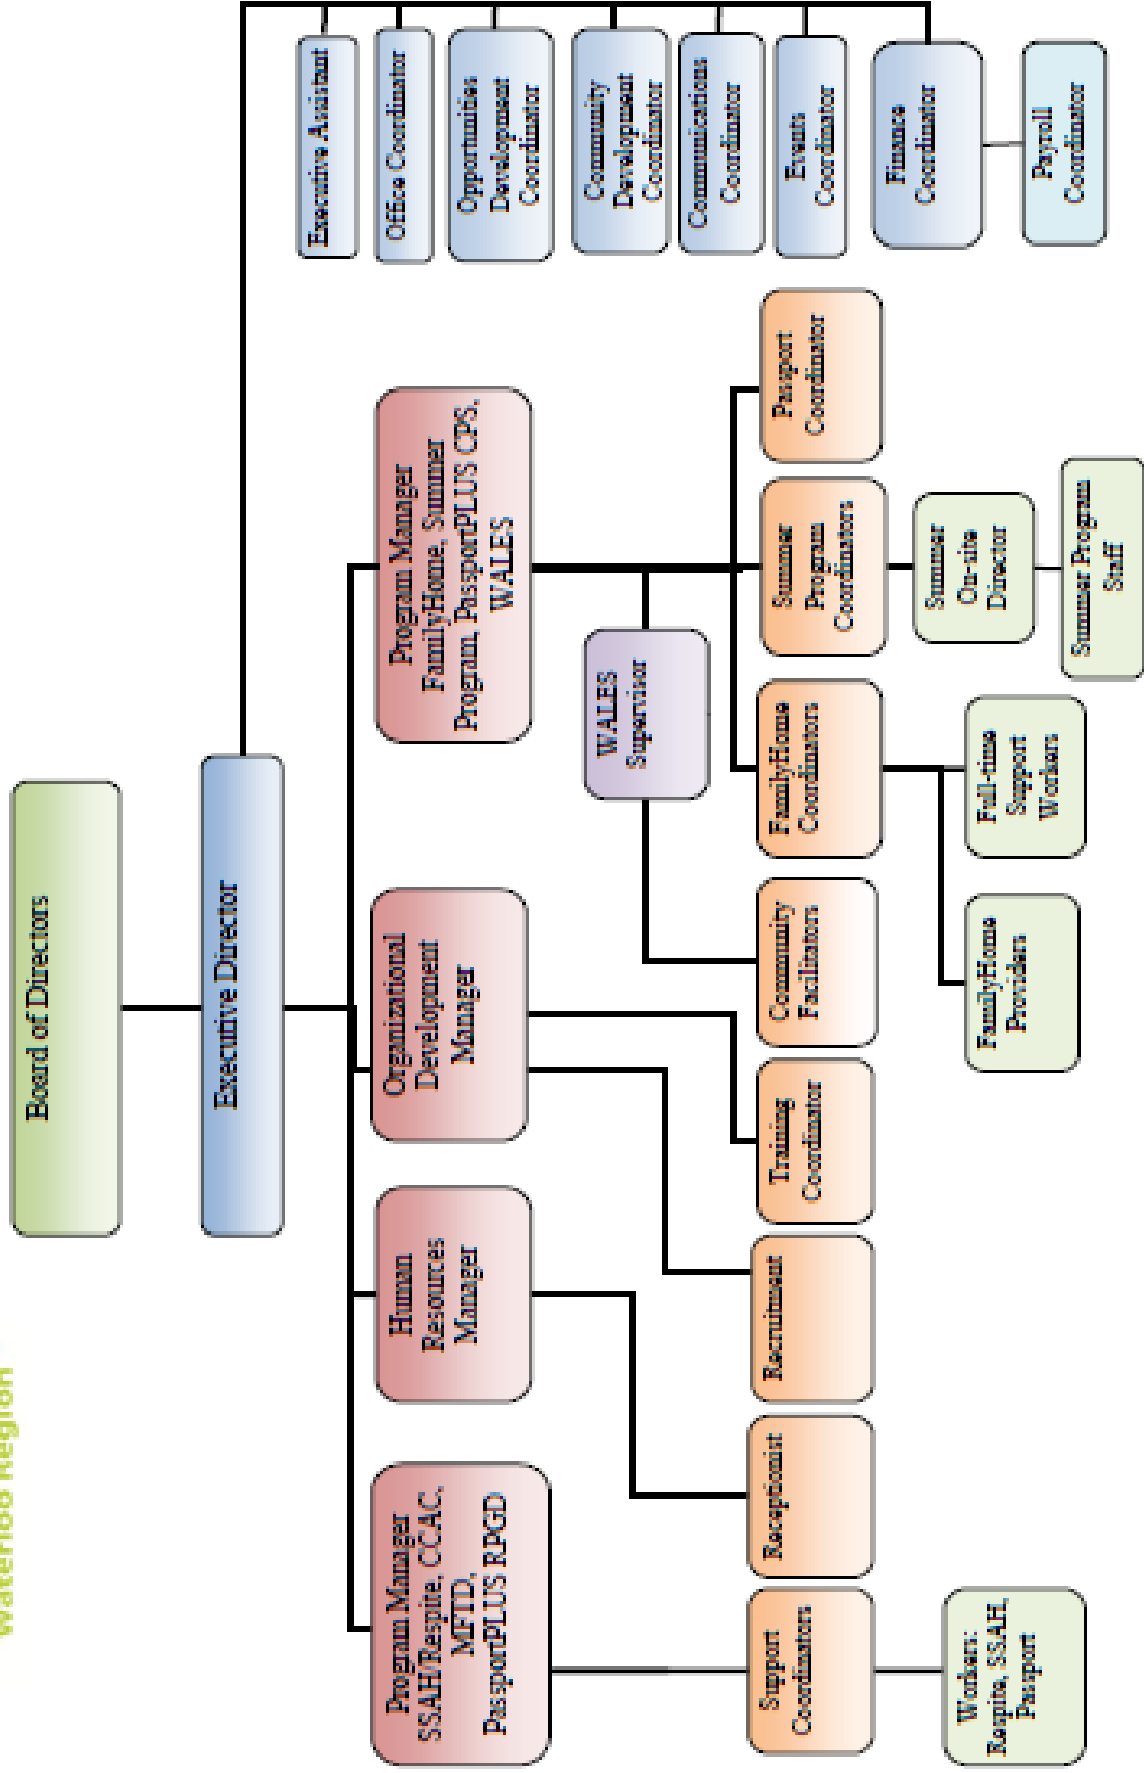 Waterloo Region
Board of Directors
Executive Director
Program Manager
SSAH/Respite, CCAC,
MFTD,
PassportPLUS RPGD
Human
Resources
Manager
Organizational
Development
Manager
Program Manager
FamilyHome, Summer
Program, PassportPLUS CPS,
WALES
WALES
Supervisor
Support
Coordinators
Receptionist
Recruitment
Training
Coordinator
Community
Facilitators
FamilyHome
Coordinators
Summer
Program
Coordinators
Passport
Coordinator
Workers:
Respite, SSAH,
Passport
FamilyHome
Providers
Full-time
Support
Workers
Summer
On-site
Director
Summer Program
Staff
Executive Assistant
Office Coordinator
Opportunities
Development
Coordinator
Community
Development
Coordinator
Communications
Coordinator
Events
Coordinator
Finance
Coordinator
Payroll
Coordinator